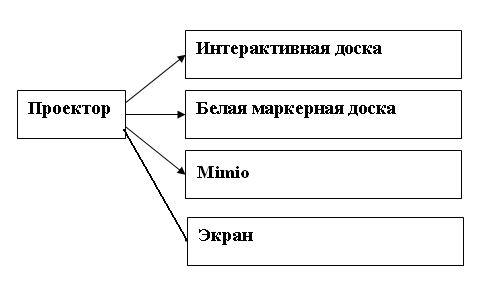 Интерактивная доска
Проектор
Белая маркерная доска
Mimio
Экран